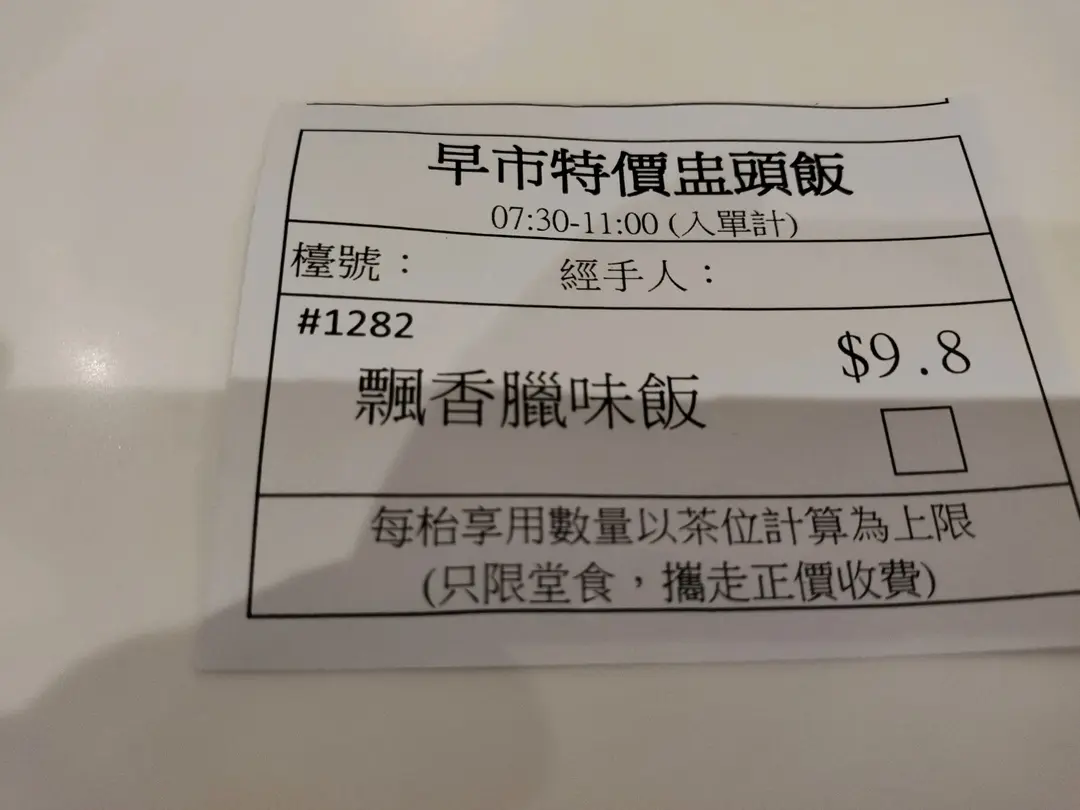 早市特價盅頭飯
07:30-11:00 (入單計)
檯號： 經手人：
#1282
$9.8
飄香臘味飯
每枱享用數量以茶位計算為上限
(只限堂食，攜走正價收費)